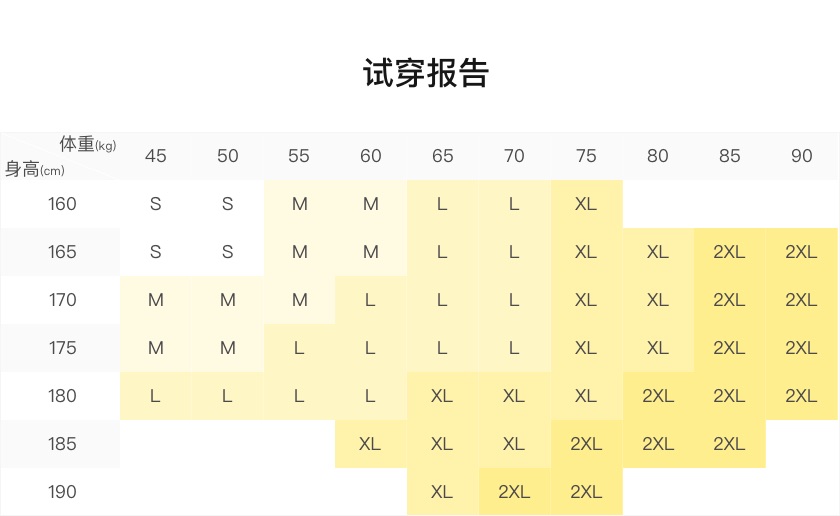 试穿报告
体重(kg)
身高(cm)
45 50 55 60 65 70 75 80 85 90
160 S S M M L L XL
165 S S M M L L XL XL 2XL 2XL
170 M M M L L L XL XL 2XL 2XL
175 M M L L L L XL XL 2XL 2XL
180 L L L L XL XL XL 2XL 2XL 2XL
185 XL XL XL 2XL 2XL 2XL
190 XL 2XL 2XL